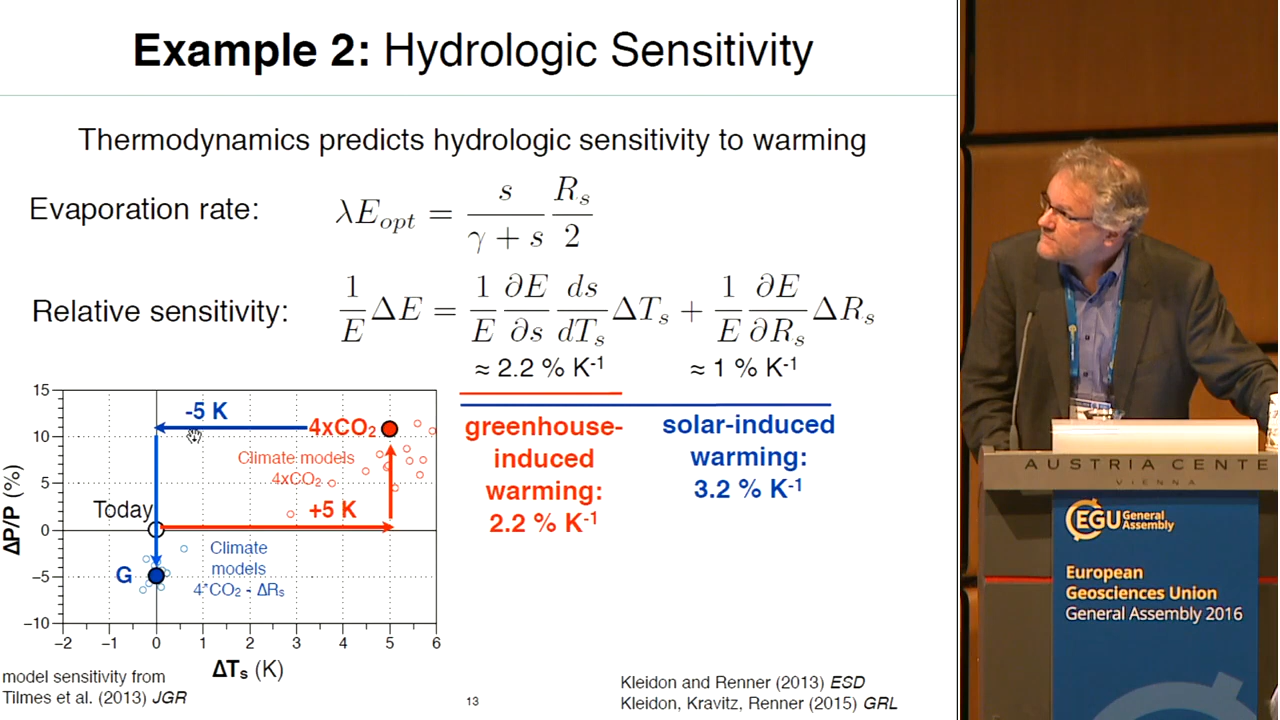 Example 2: Hydrologic Sensitivity
Thermodynamics predicts hydrologic sensitivity to warming
Evaporation rate: λE_opt = s/(γ + s) R_s/2
Relative sensitivity: 1/E ΔE = 1/E ∂E/∂s ds/dT_s ΔT_s + 1/E ∂E/∂R_s ΔR_s
≈ 2.2 % K⁻¹ ≈ 1 % K⁻¹
greenhouse-
induced
warming:
2.2 % K⁻¹
solar-induced
warming:
3.2 % K⁻¹
15
10
5
0
−5
−10
ΔP/P (%)
-5 K
4xCO₂
Climate models
4xCO₂
+5 K
Today
G
Climate
models
4*CO₂ - ΔRₛ
−2 −1 0 1 2 3 4 5 6
ΔTₛ (K)
model sensitivity from
Tilmes et al. (2013) JGR
13
Kleidon and Renner (2013) ESD
Kleidon, Kravitz, Renner (2015) GRL
AUSTRIA CENTE
VIENNA
EGU General
Assembly
European
Geosciences Union
General Assembly 2016